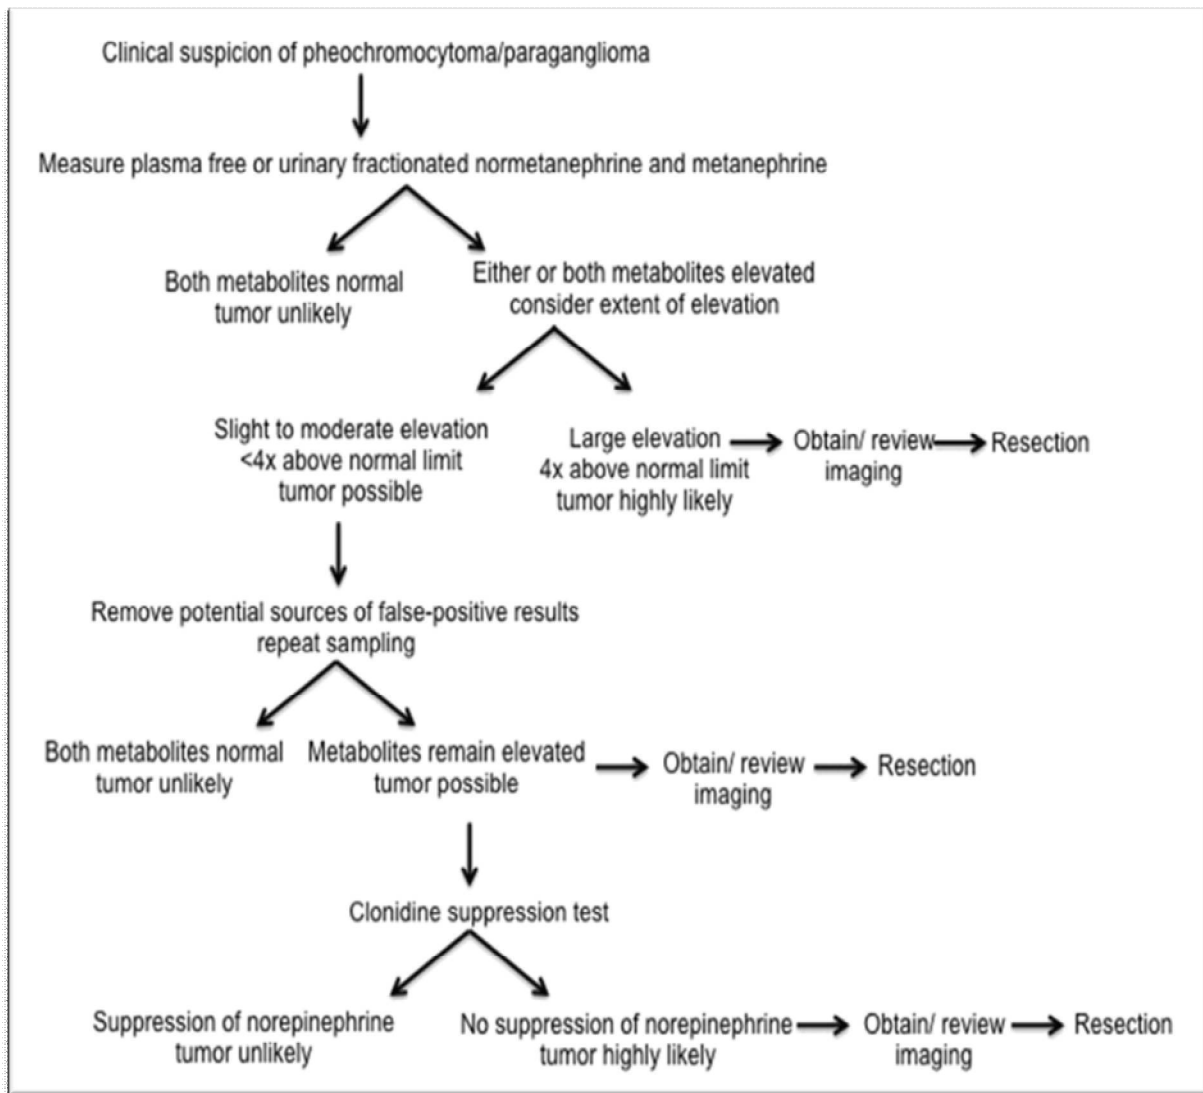 Clinical suspicion of pheochromocytoma/paraganglioma
Measure plasma free or urinary fractionated normetanephrine and metanephrine
Both metabolites normal
tumor unlikely
Either or both metabolites elevated
consider extent of elevation
Slight to moderate elevation
<4x above normal limit
tumor possible
Large elevation
4x above normal limit
tumor highly likely
Obtain/ review
imaging
Resection
Remove potential sources of false-positive results
repeat sampling
Both metabolites normal
tumor unlikely
Metabolites remain elevated
tumor possible
Obtain/ review
imaging
Resection
Clonidine suppression test
Suppression of norepinephrine
tumor unlikely
No suppression of norepinephrine
tumor highly likely
Obtain/ review
imaging
Resection